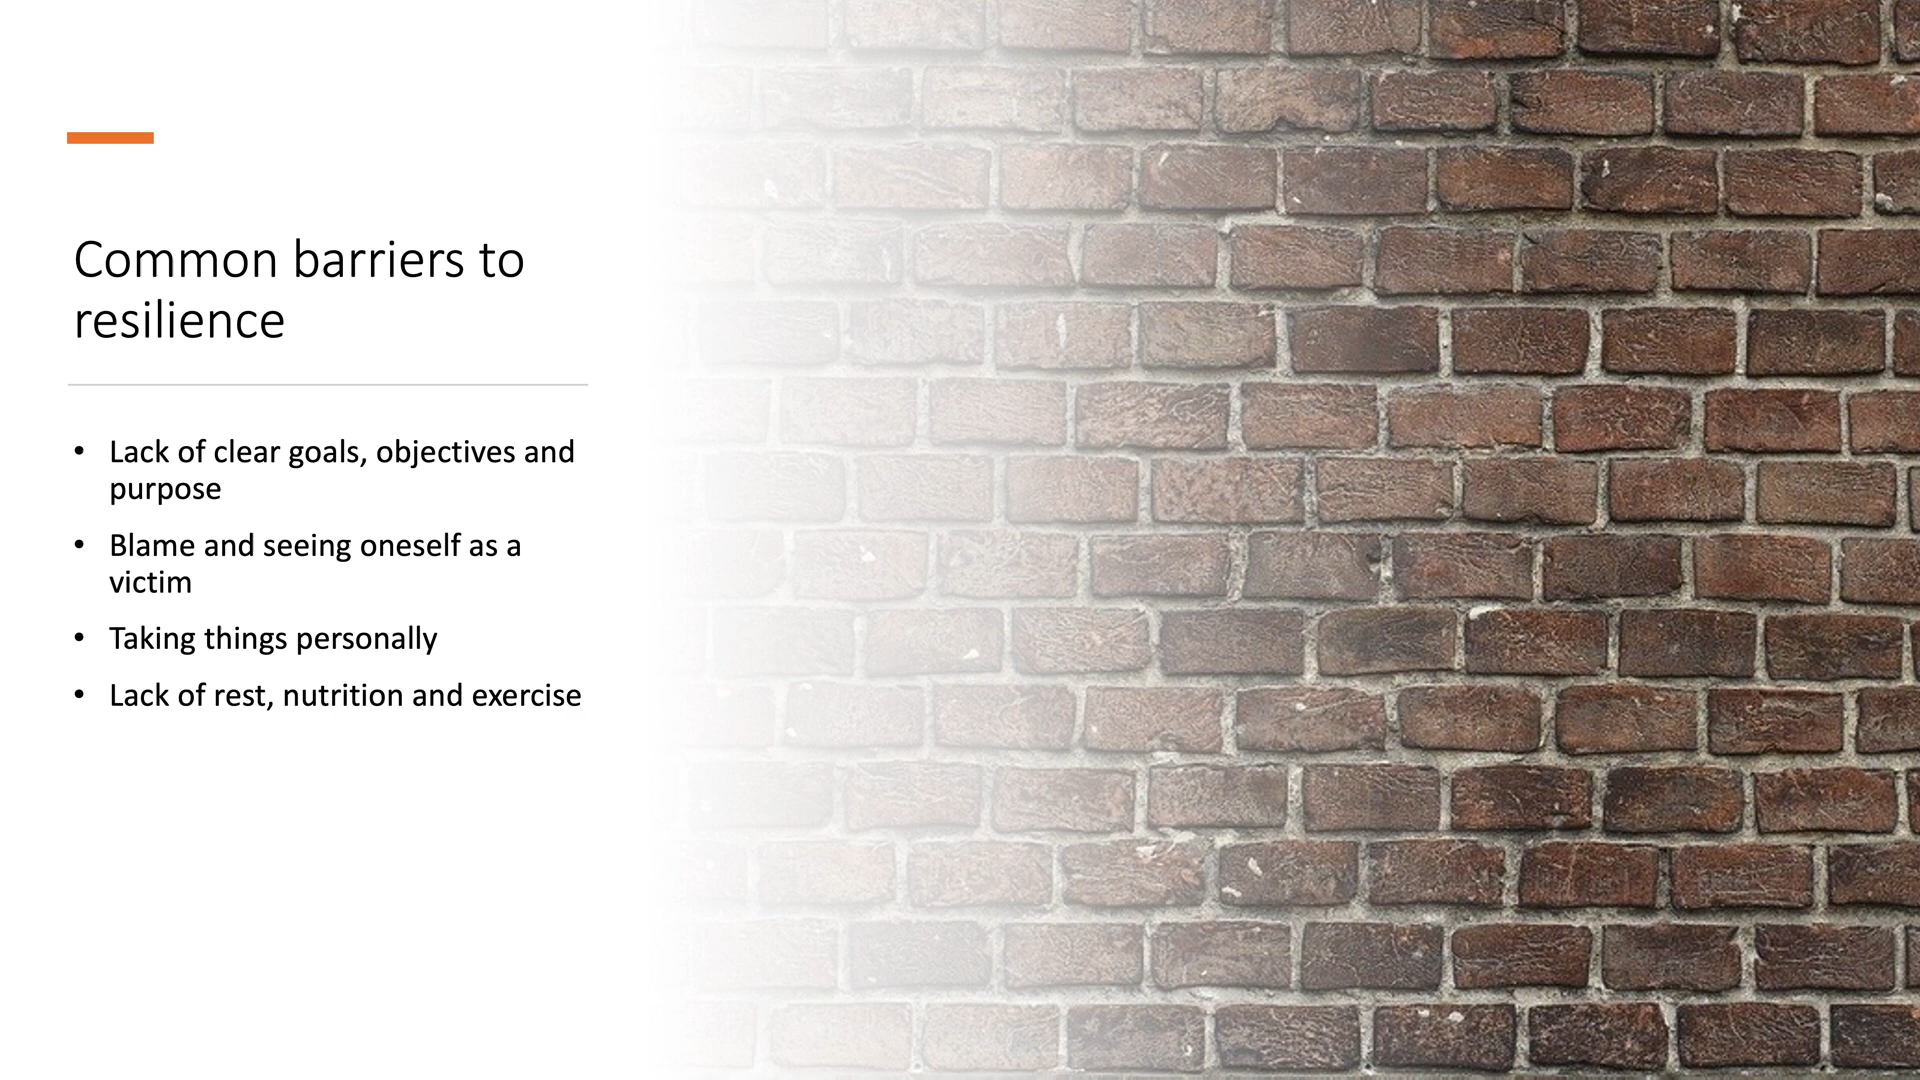 Common barriers to
resilience
• Lack of clear goals, objectives and
purpose
• Blame and seeing oneself as a
victim
• Taking things personally
• Lack of rest, nutrition and exercise